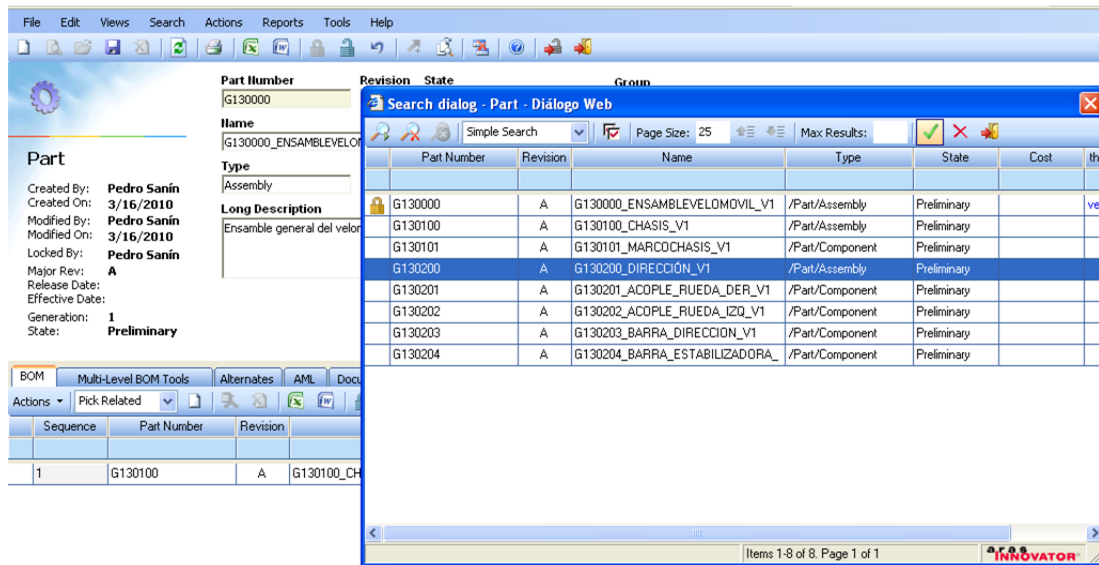 File Edit Views Search Actions Reports Tools Help
Part Number Revision State Group
G130000
Name
G130000_ENSAMBLEVELO
Type
Assembly
Long Description
Ensamble general del velo
Part
Created By: Pedro Sanín
Created On: 3/16/2010
Modified By: Pedro Sanín
Modified On: 3/16/2010
Locked By: Pedro Sanín
Major Rev: A
Release Date:
Effective Date:
Generation: 1
State: Preliminary
BOM Multi-Level BOM Tools Alternates AML Docu
Actions Pick Related
Sequence Part Number Revision
1 G130100 A G130100_CH
Search dialog - Part - Diálogo Web
Simple Search Page Size: 25 Max Results:
Part Number Revision Name Type State Cost th
G130000 A G130000_ENSAMBLEVELOMOVIL_V1 /Part/Assembly Preliminary ve
G130100 A G130100_CHASIS_V1 /Part/Assembly Preliminary
G130101 A G130101_MARCOCHASIS_V1 /Part/Component Preliminary
G130200 A G130200_DIRECCIÓN_V1 /Part/Assembly Preliminary
G130201 A G130201_ACOPLE_RUEDA_DER_V1 /Part/Component Preliminary
G130202 A G130202_ACOPLE_RUEDA_IZQ_V1 /Part/Component Preliminary
G130203 A G130203_BARRA_DIRECCION_V1 /Part/Component Preliminary
G130204 A G130204_BARRA_ESTABILIZADORA_ /Part/Component Preliminary
Items 1-8 of 8. Page 1 of 1
aras INNOVATOR